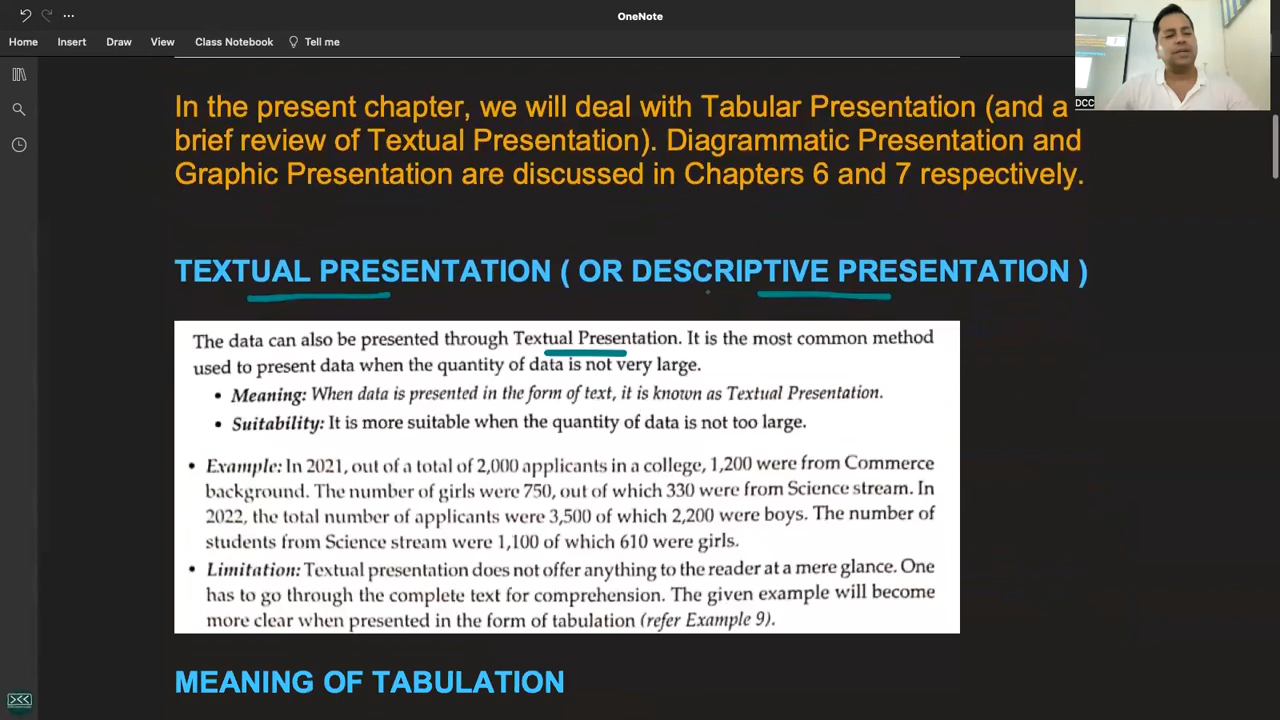 OneNote
Home Insert Draw View Class Notebook Tell me
DCC
In the present chapter, we will deal with Tabular Presentation (and a
brief review of Textual Presentation). Diagrammatic Presentation and
Graphic Presentation are discussed in Chapters 6 and 7 respectively.
TEXTUAL PRESENTATION ( OR DESCRIPTIVE PRESENTATION )
The data can also be presented through Textual Presentation. It is the most common method
used to present data when the quantity of data is not very large.
• Meaning: When data is presented in the form of text, it is known as Textual Presentation.
• Suitability: It is more suitable when the quantity of data is not too large.
• Example: In 2021, out of a total of 2,000 applicants in a college, 1,200 were from Commerce
background. The number of girls were 750, out of which 330 were from Science stream. In
2022, the total number of applicants were 3,500 of which 2,200 were boys. The number of
students from Science stream were 1,100 of which 610 were girls.
• Limitation: Textual presentation does not offer anything to the reader at a mere glance. One
has to go through the complete text for comprehension. The given example will become
more clear when presented in the form of tabulation (refer Example 9).
MEANING OF TABULATION